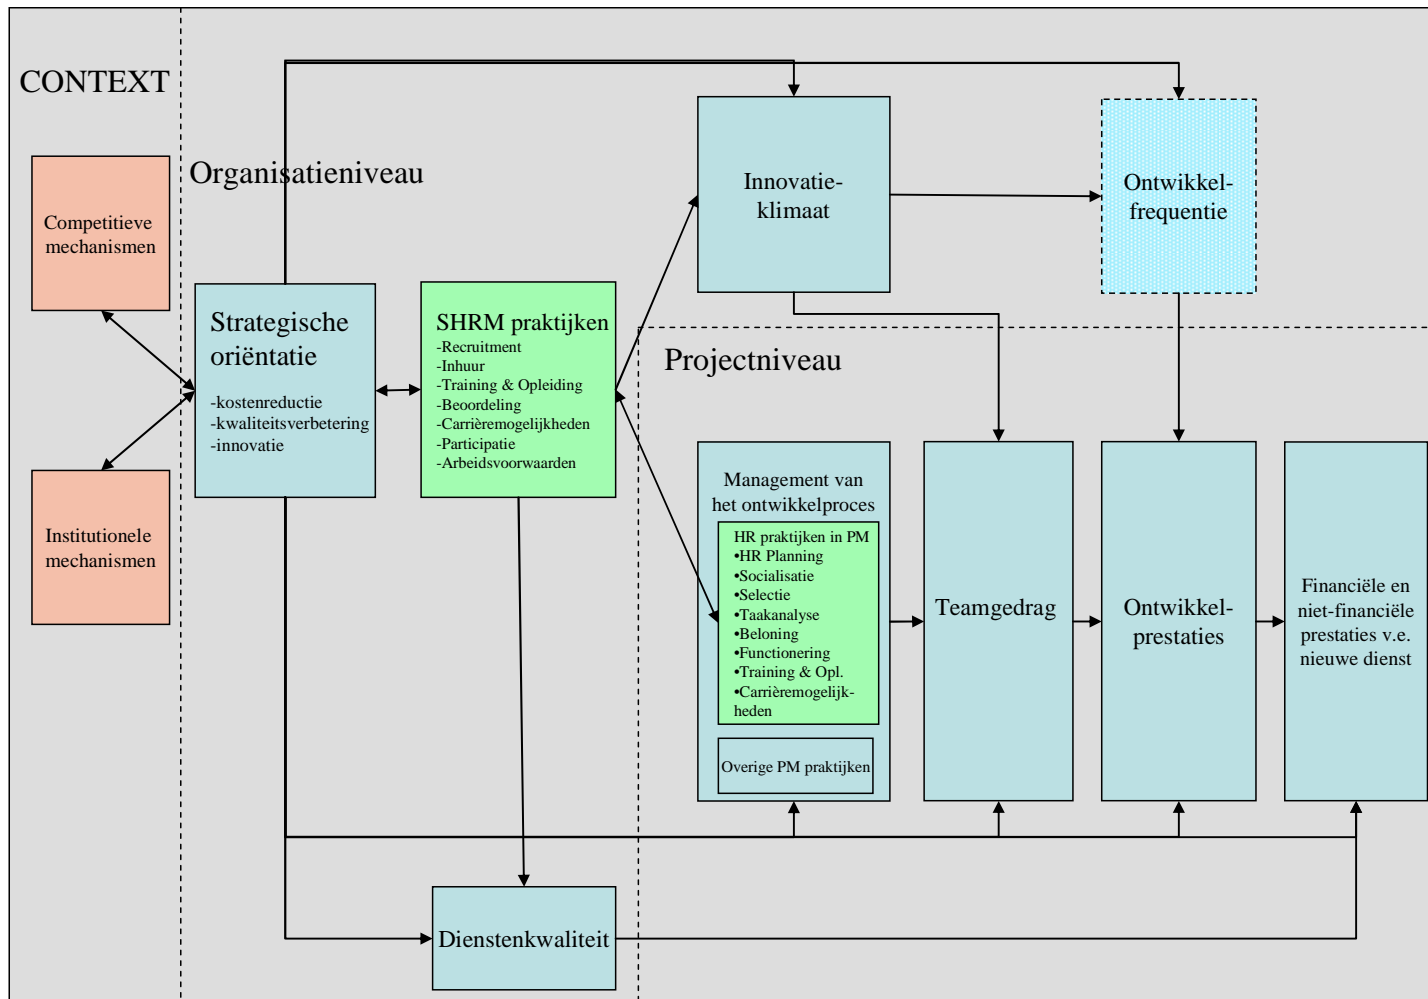 CONTEXT
Competitieve
mechanismen
Institutionele
mechanismen
Organisatieniveau
Strategische
oriëntatie
-kostenreductie
-kwaliteitsverbetering
-innovatie
SHRM praktijken
-Recruitment
-Inhuur
-Training & Opleiding
-Beoordeling
-Carrièremogelijkheden
-Participatie
-Arbeidsvoorwaarden
Innovatie-
klimaat
Ontwikkel-
frequentie
Projectniveau
Management van
het ontwikkelproces
HR praktijken in PM
•HR Planning
•Socialisatie
•Selectie
•Taakanalyse
•Beloning
•Functionering
•Training & Opl.
•Carrièremogelijk-
heden
Overige PM praktijken
Teamgedrag
Ontwikkel-
prestaties
Financiële en
niet-financiële
prestaties v.e.
nieuwe dienst
Dienstenkwaliteit